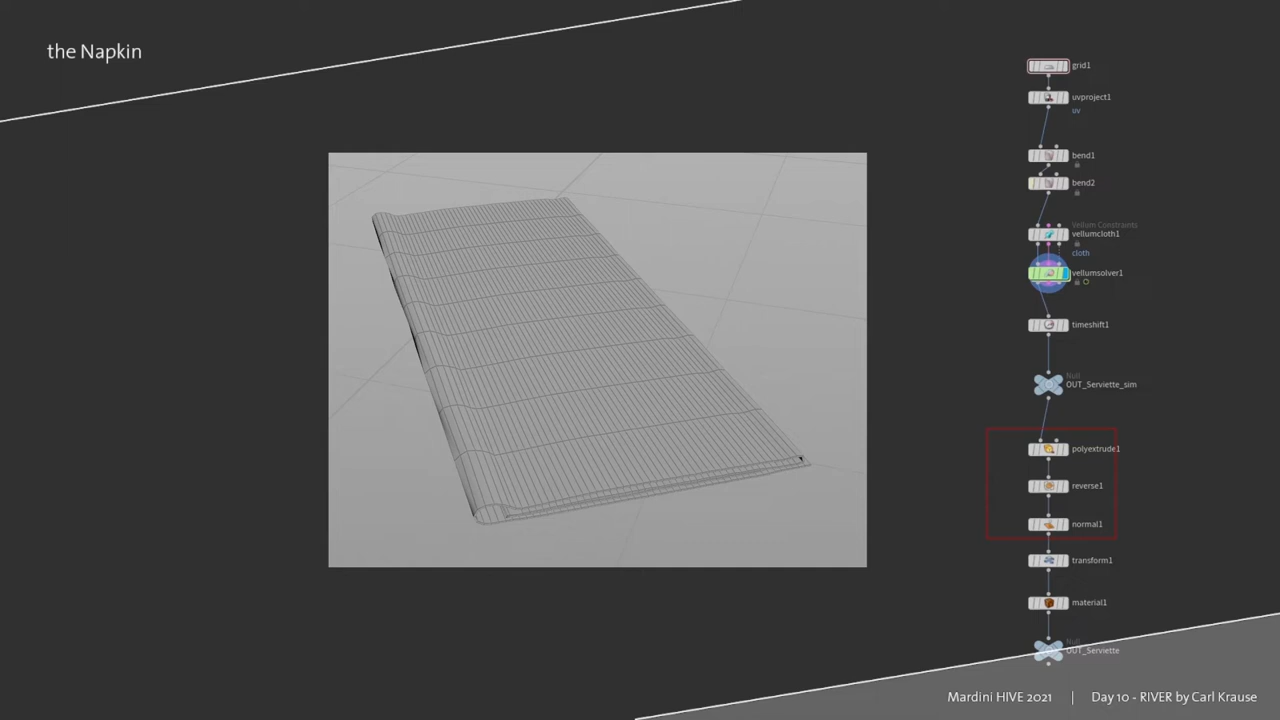 the Napkin
grid1
uvproject1
uv
bend1
bend2
Vellum Constraints
vellumcloth1
cloth
vellumsolver1
timeshift1
Null
OUT_Serviette_sim
polyextrude1
reverse1
normal1
transform1
material1
Null
OUT_Serviette
Mardini HIVE 2021 | Day 10 - RIVER by Carl Krause